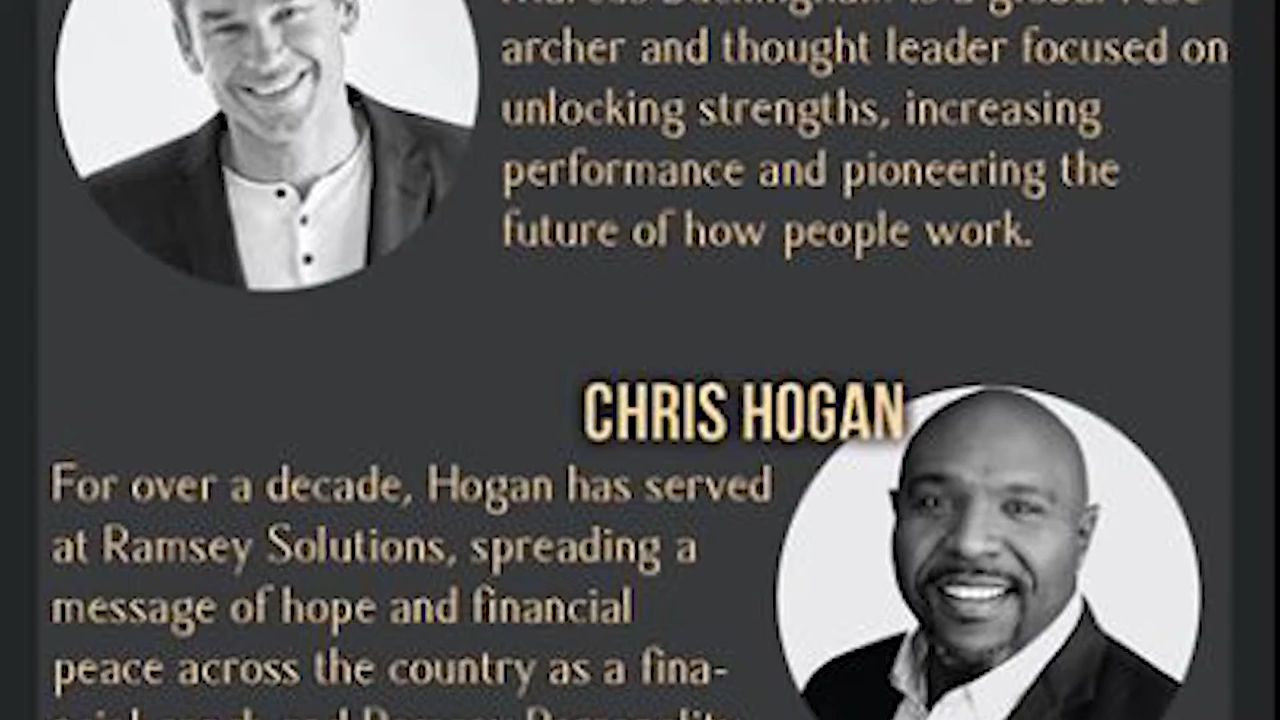 archer and thought leader focused on
unlocking strengths, increasing
performance and pioneering the
future of how people work.
CHRIS HOGAN
For over a decade, Hogan has served
at Ramsey Solutions, spreading a
message of hope and financial
peace across the country as a fina-